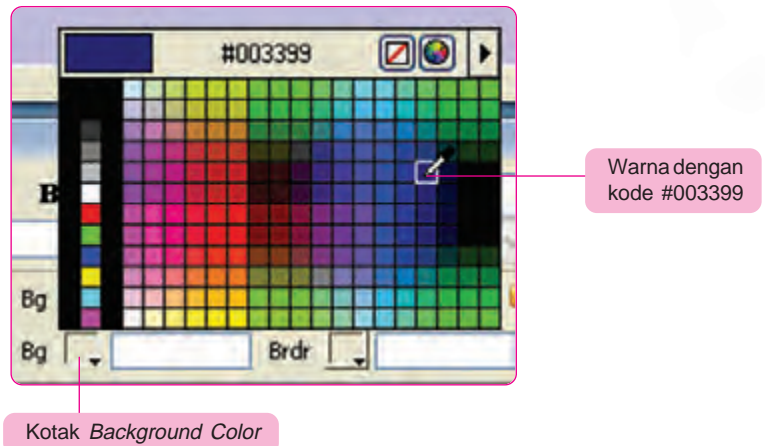 #003399
B
Warna dengan
kode #003399
Bg
Bg
Brdr
Kotak Background Color